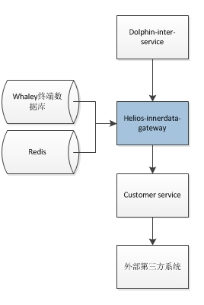 Dolphin-inter-
service
Whaley终端数
据库
Helios-innerdata-
gateway
Redis
Customer service
外部第三方系统